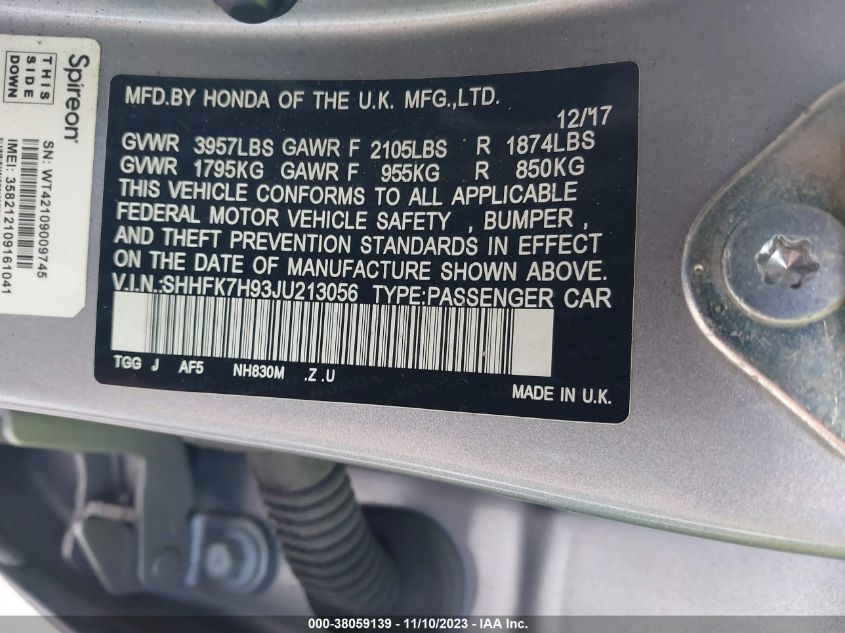 Spireon
THIS
SIDE
DOWN
SN: WT42109009745
IMEI: 358212109161041
MFD.BY HONDA OF THE U.K. MFG.,LTD.
12/'17
GVWR 3957LBS GAWR F 2105LBS R 1874LBS
GVWR 1795KG GAWR F 955KG R 850KG
THIS VEHICLE CONFORMS TO ALL APPLICABLE
FEDERAL MOTOR VEHICLE SAFETY , BUMPER ,
AND THEFT PREVENTION STANDARDS IN EFFECT
ON THE DATE OF MANUFACTURE SHOWN ABOVE.
V.I.N.:SHHFK7H93JU213056 TYPE:PASSENGER CAR
TGG J AF5 NH830M .Z .U
MADE IN U.K.
000-38059139 - 11/10/2023 - IAA Inc.